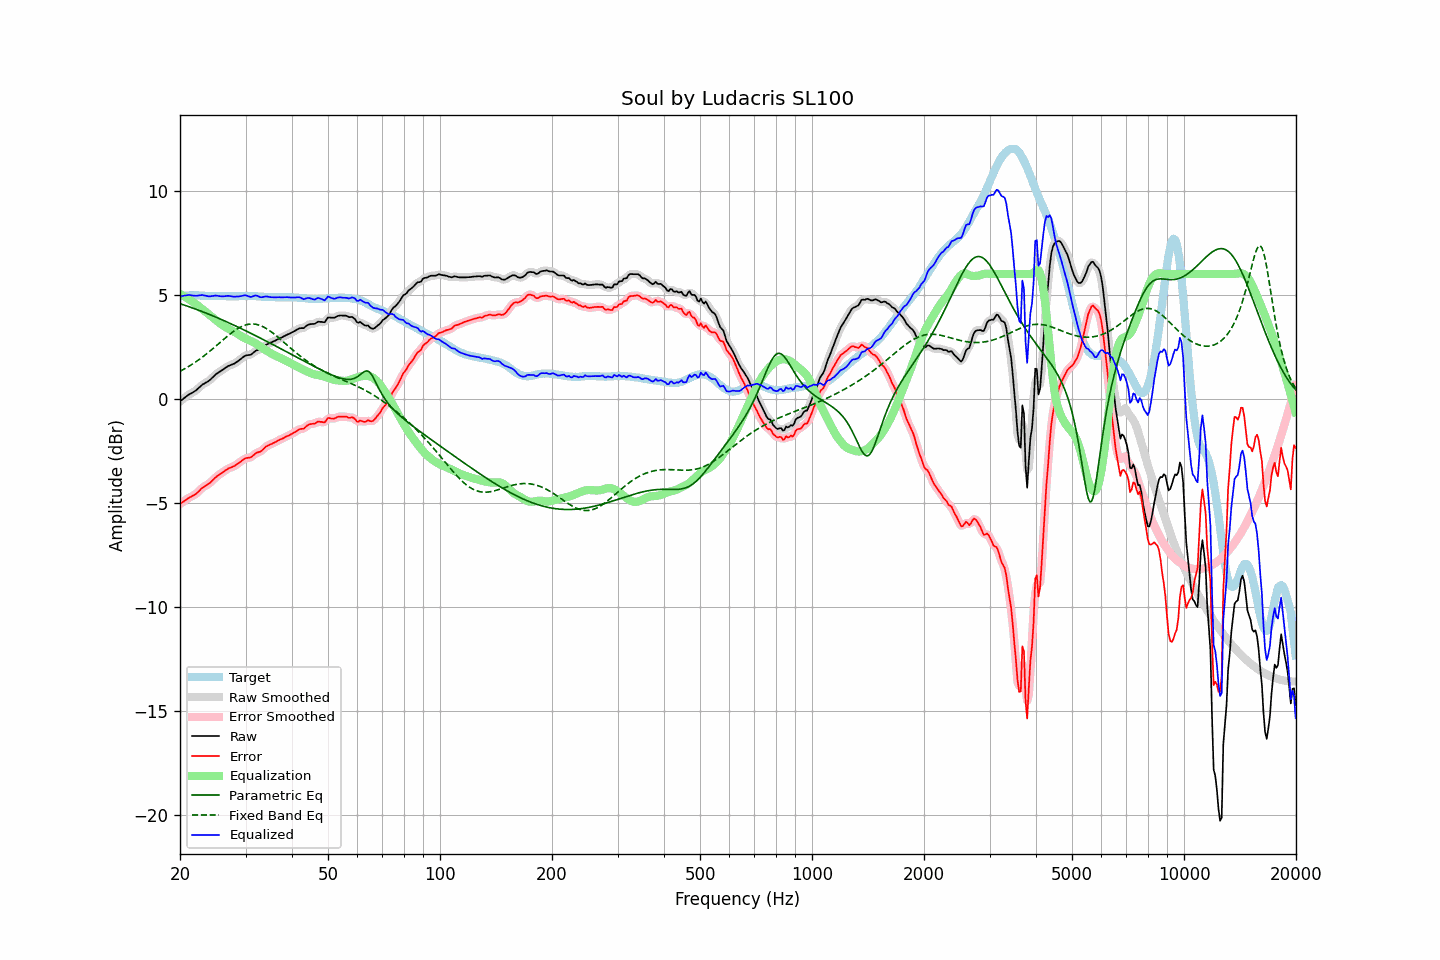 Soul by Ludacris SL100
Amplitude (dBr)
10
5
0
−5
−10
−15
−20
Target
Raw Smoothed
Error Smoothed
Raw
Error
Equalization
Parametric Eq
Fixed Band Eq
Equalized
20 50 100 200 500 1000 2000 5000 10000 20000
Frequency (Hz)